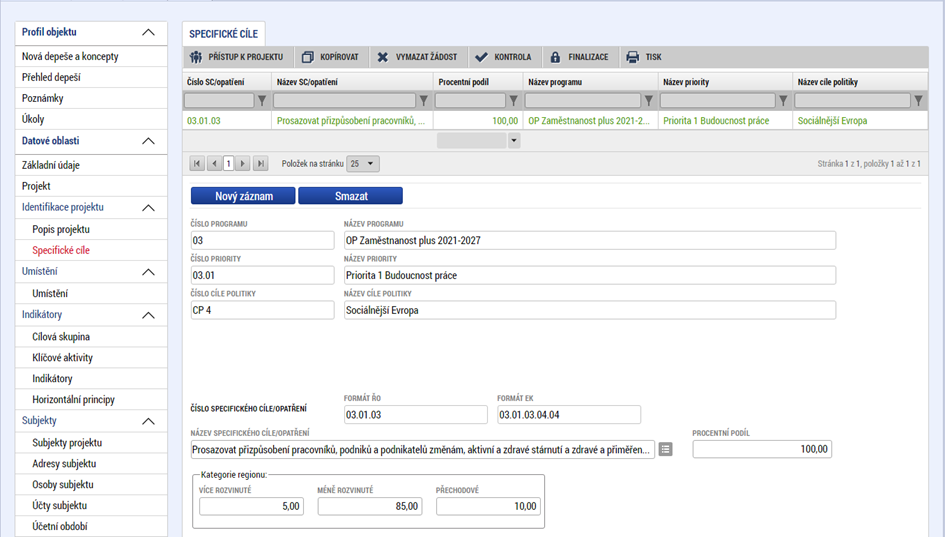 Profil objektu
Nová depeše a koncepty
Přehled depeší
Poznámky
Úkoly
Datové oblasti
Základní údaje
Projekt
Identifikace projektu
Popis projektu
Specifické cíle
Umístění
Umístění
Indikátory
Cílová skupina
Klíčové aktivity
Indikátory
Horizontální principy
Subjekty
Subjekty projektu
Adresy subjektu
Osoby subjektu
Účty subjektu
Účetní období
SPECIFICKÉ CÍLE
PŘÍSTUP K PROJEKTU KOPÍROVAT VYMAZAT ŽÁDOST KONTROLA FINALIZACE TISK
Číslo SC/opatření Název SC/opatření Procentní podíl Název programu Název priority Název cíle politiky
03.01.03 Prosazovat přizpůsobení pracovníků, ... 100,00 OP Zaměstnanost plus 2021-2... Priorita 1 Budoucnost práce Sociálnější Evropa
1 Položek na stránku 25 Stránka 1 z 1, položky 1 až 1 z 1
Nový záznam Smazat
ČÍSLO PROGRAMU NÁZEV PROGRAMU
03 OP Zaměstnanost plus 2021-2027
ČÍSLO PRIORITY NÁZEV PRIORITY
03.01 Priorita 1 Budoucnost práce
ČÍSLO CÍLE POLITIKY NÁZEV CÍLE POLITIKY
CP 4 Sociálnější Evropa
FORMÁT ŘO FORMÁT EK
ČÍSLO SPECIFICKÉHO CÍLE/OPATŘENÍ 03.01.03 03.01.03.04.04
NÁZEV SPECIFICKÉHO CÍLE/OPATŘENÍ PROCENTNÍ PODÍL
Prosazovat přizpůsobení pracovníků, podniků a podnikatelů změnám, aktivní a zdravé stárnutí a zdravé a přiměřen... 100,00
Kategorie regionu:
VÍCE ROZVINUTÉ MÉNĚ ROZVINUTÉ PŘECHODOVÉ
5,00 85,00 10,00